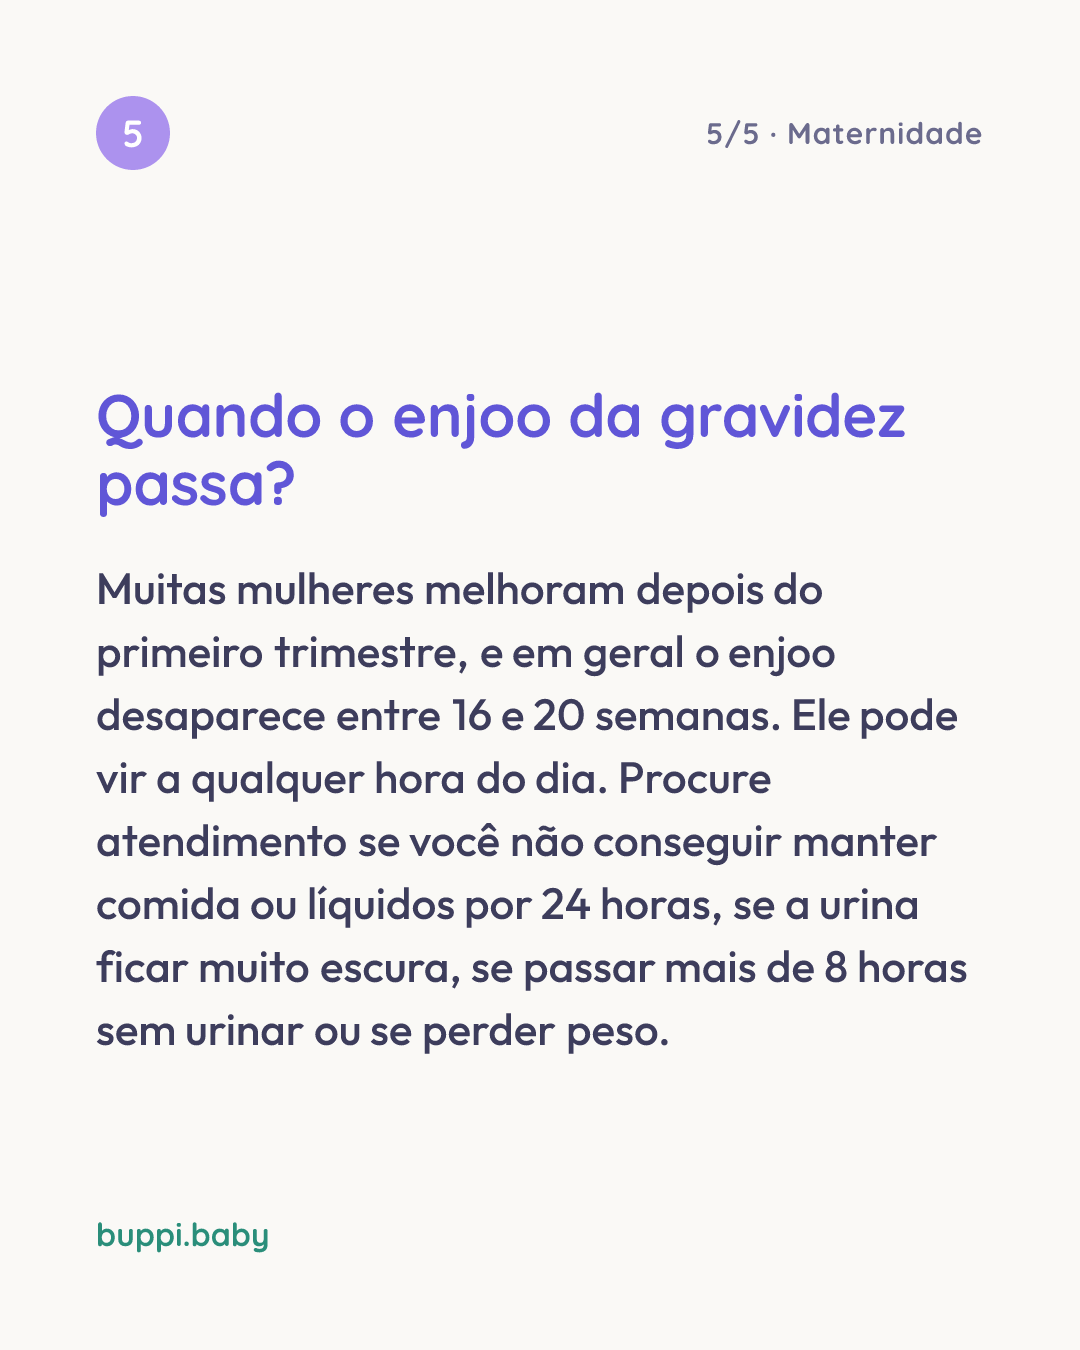 5
5/5 · Maternidade
Quando o enjoo da gravidez
passa?
Muitas mulheres melhoram depois do
primeiro trimestre, e em geral o enjoo
desaparece entre 16 e 20 semanas. Ele pode
vir a qualquer hora do dia. Procure
atendimento se você não conseguir manter
comida ou líquidos por 24 horas, se a urina
ficar muito escura, se passar mais de 8 horas
sem urinar ou se perder peso.
buppi.baby